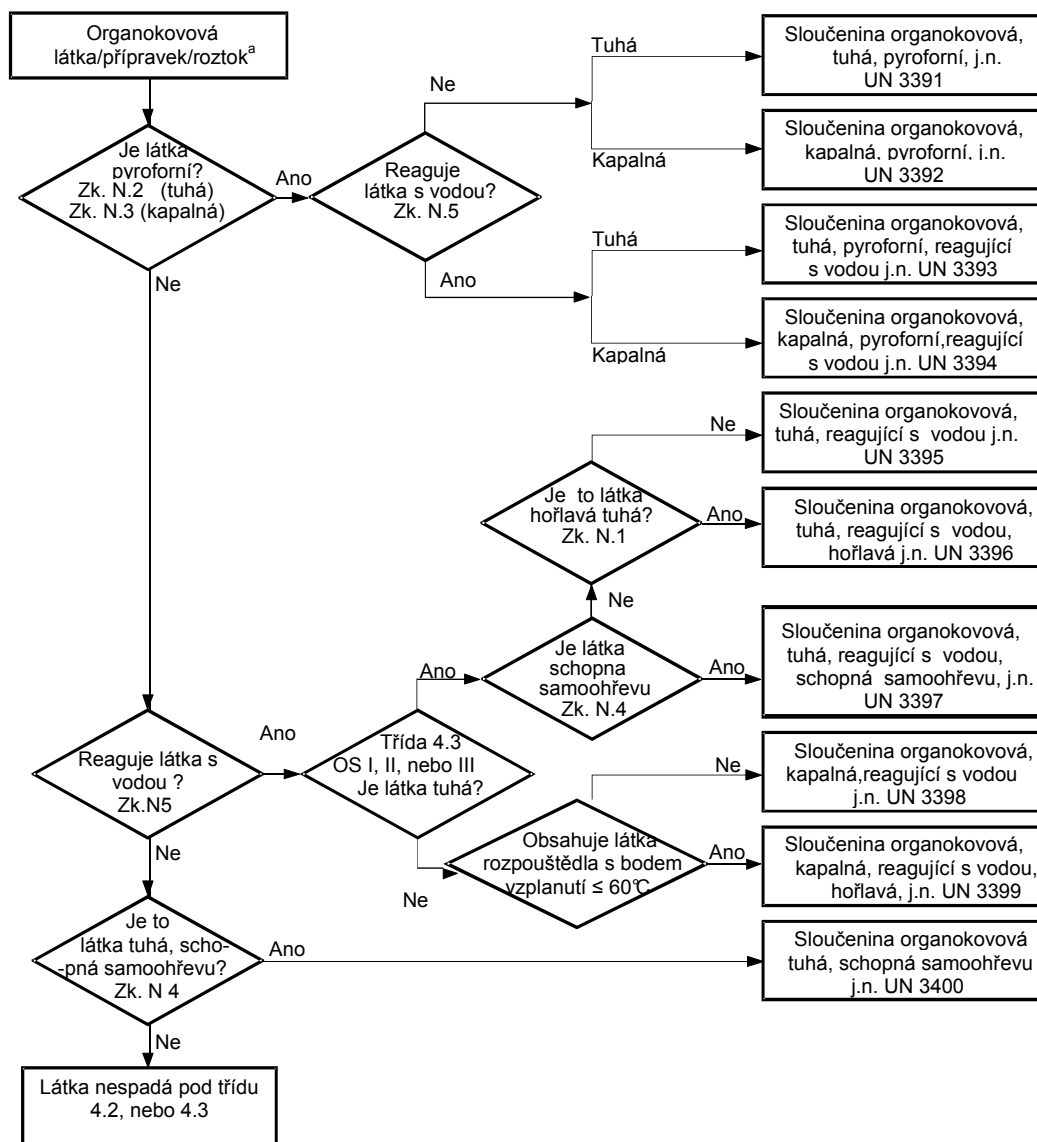 Organokovová
látka/přípravek/roztokᵃ
Je látka
pyroforní?
Zk. N.2 (tuhá)
Zk. N.3 (kapalná)
Ano
Ne
Reaguje
látka s vodou?
Zk. N.5
Ne
Ano
Tuhá
Kapalná
Tuhá
Kapalná
Sloučenina organokovová,
tuhá, pyroforní, j.n.
UN 3391
Sloučenina organokovová,
kapalná, pyroforní, j.n.
UN 3392
Sloučenina organokovová,
tuhá, pyroforní, reagující
s vodou j.n. UN 3393
Sloučenina organokovová,
kapalná, pyroforní,reagující
s vodou j.n. UN 3394
Sloučenina organokovová,
tuhá, reagující s vodou j.n.
UN 3395
Ne
Je to látka
hořlavá tuhá?
Zk. N.1
Ano
Sloučenina organokovová,
tuhá, reagující s vodou,
hořlavá j.n. UN 3396
Ne
Je látka
schopna
samoohřevu
Zk. N.4
Ano
Ano
Sloučenina organokovová,
tuhá, reagující s vodou,
schopná samoohřevu, j.n.
UN 3397
Reaguje látka s
vodou ?
Zk.N5
Ano
Ne
Třída 4.3
OS I, II, nebo III
Je látka tuhá?
Ne
Obsahuje látka
rozpouštědla s bodem
vzplanutí ≤ 60°C
Ne
Ano
Sloučenina organokovová,
kapalná,reagující s vodou
j.n. UN 3398
Sloučenina organokovová,
kapalná, reagující s vodou,
hořlavá, j.n. UN 3399
Je to
látka tuhá, scho-
-pná samoohřevu?
Zk. N 4
Ano
Sloučenina organokovová
tuhá, schopná samoohřevu
j.n. UN 3400
Ne
Látka nespadá pod třídu
4.2, nebo 4.3